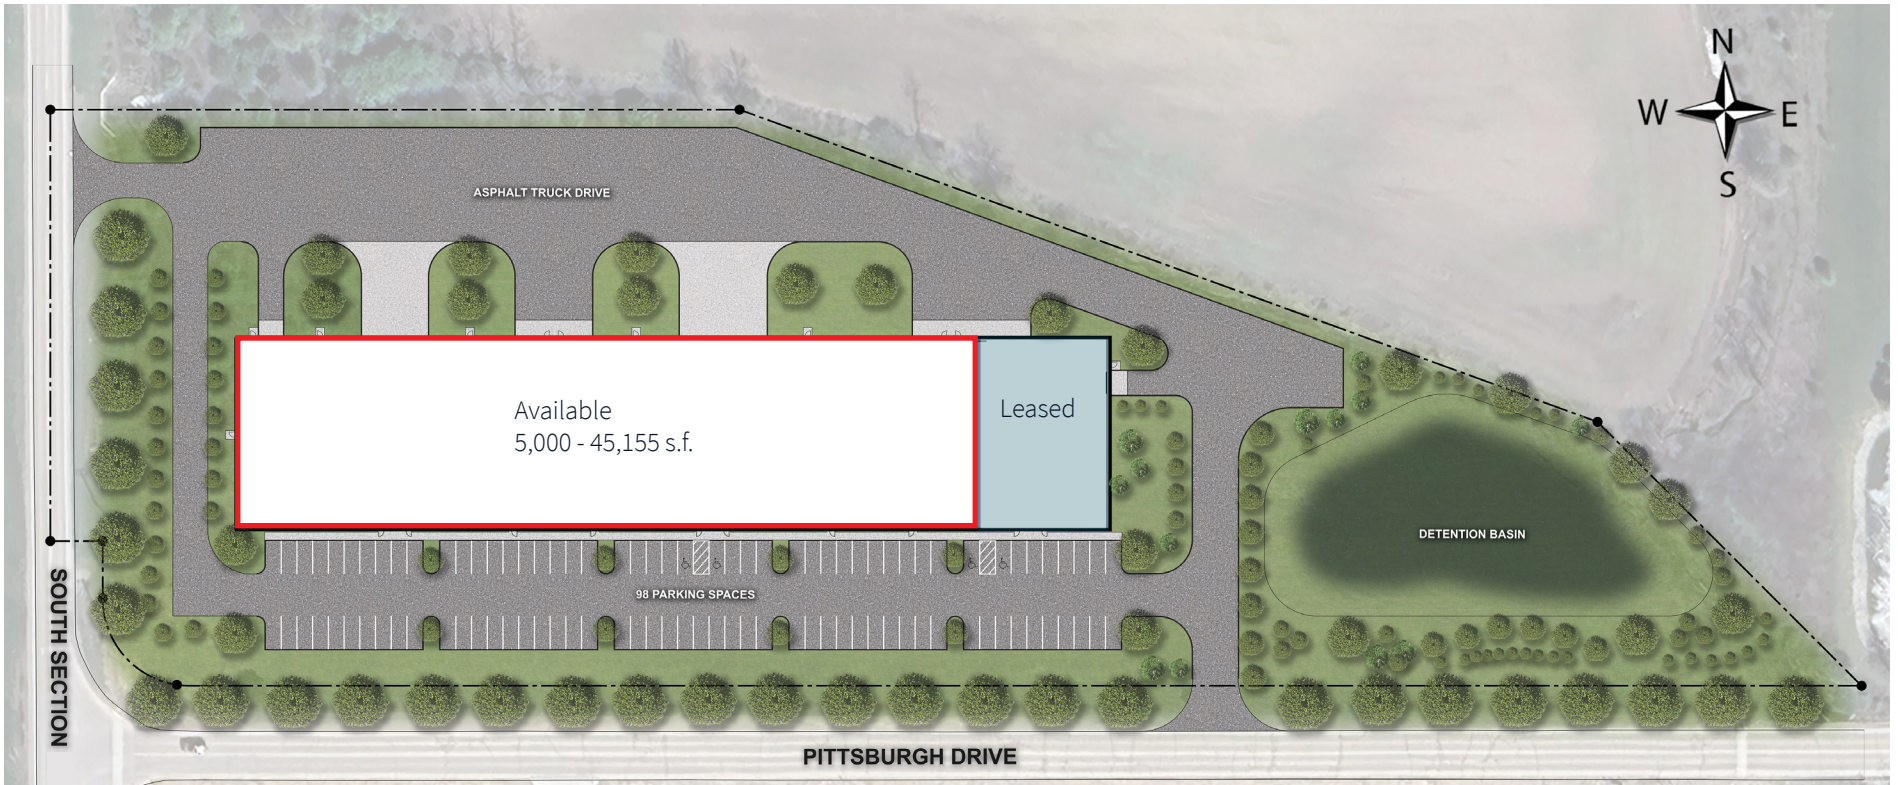 N
W E
S
ASPHALT TRUCK DRIVE
Available
5,000 - 45,155 s.f.
Leased
DETENTION BASIN
98 PARKING SPACES
SOUTH SECTION
PITTSBURGH DRIVE